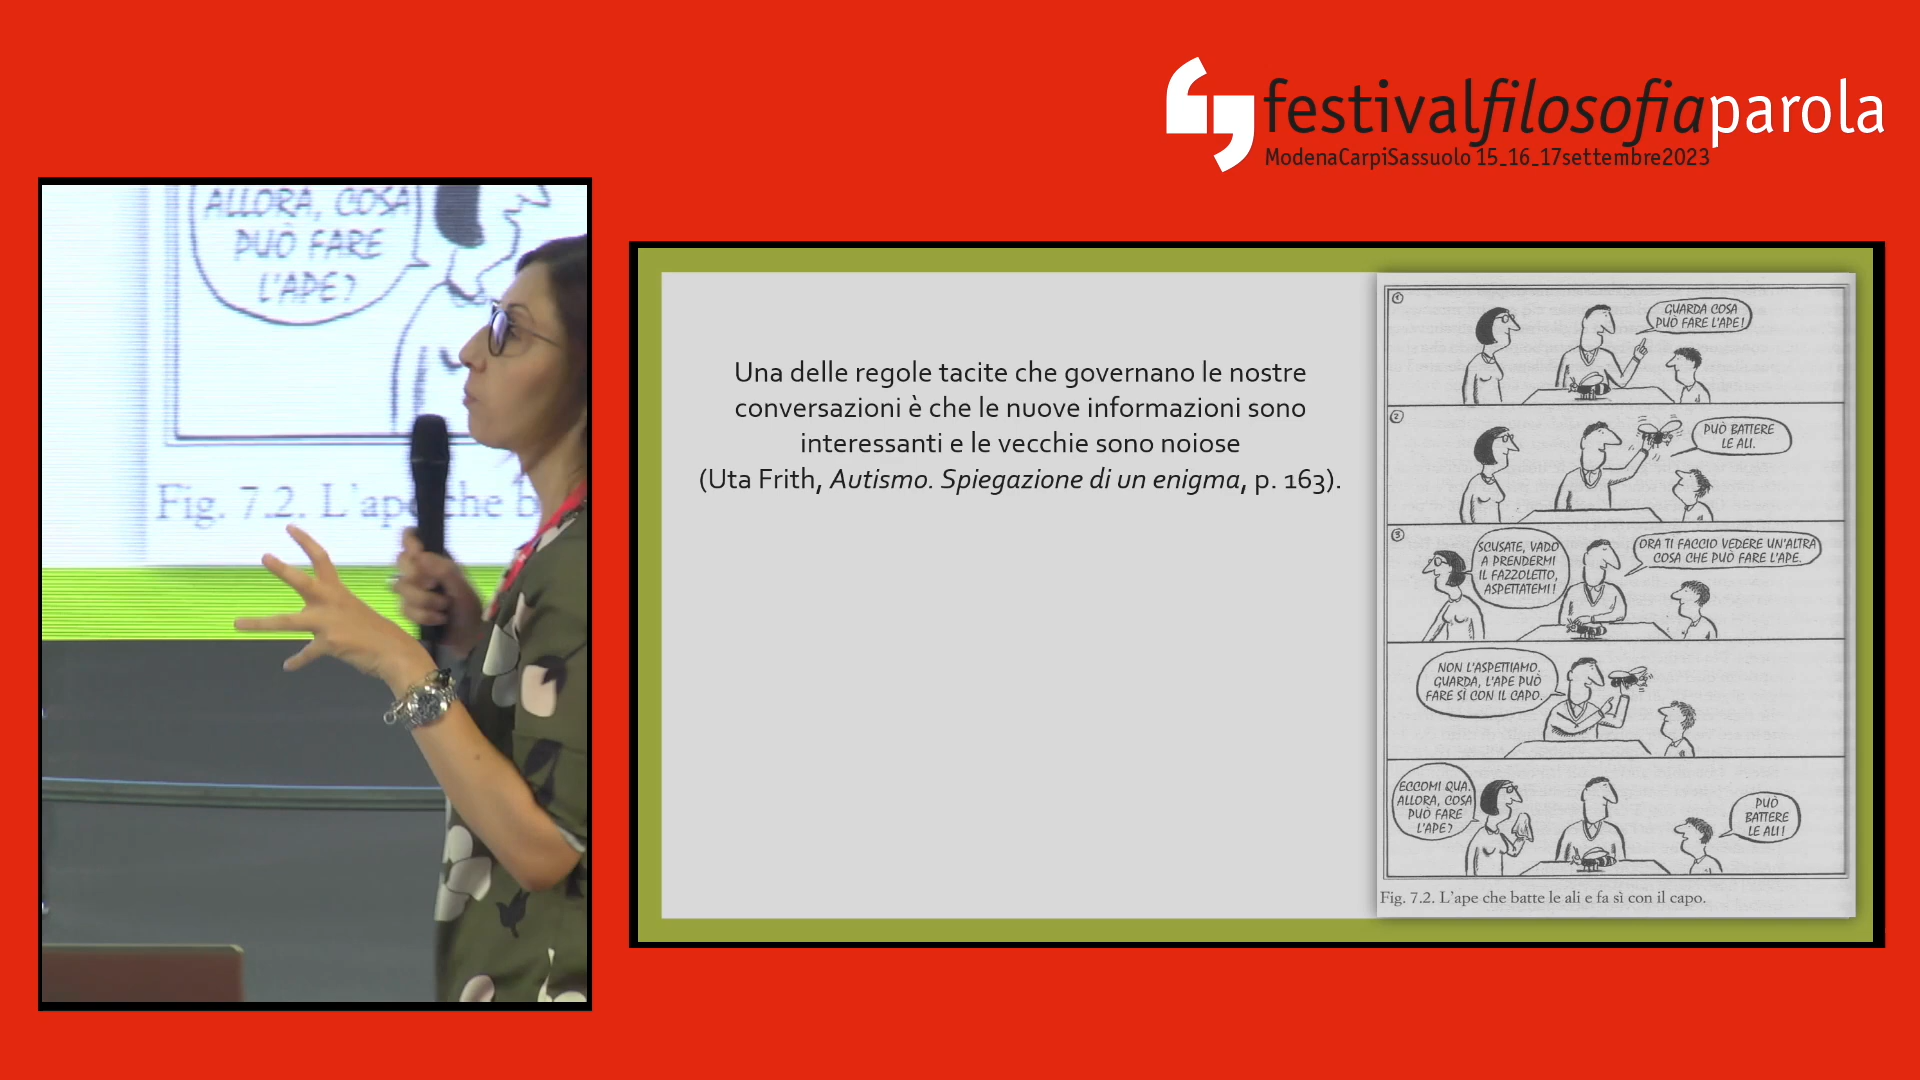 festivalfilosofiaparola
ModenaCarpiSassuolo 15_16_17settembre2023
ALLORA, COSA
PUÒ FARE
L'APE?
Fig. 7.2. L'ape che b
Una delle regole tacite che governano le nostre
conversazioni è che le nuove informazioni sono
interessanti e le vecchie sono noiose
(Uta Frith, Autismo. Spiegazione di un enigma, p. 163).
1
GUARDA COSA
PUÒ FARE L'APE!
2
PUÒ BATTERE
LE ALI.
3
SCUSATE, VADO
A PRENDERMI
IL FAZZOLETTO,
ASPETTATEMI!
ORA TI FACCIO VEDERE UN'ALTRA
COSA CHE PUÒ FARE L'APE.
NON L'ASPETTIAMO.
GUARDA, L'APE PUÒ
FARE SÌ CON IL CAPO.
ECCOMI QUA.
ALLORA, COSA
PUÒ FARE
L'APE?
PUÒ
BATTERE
LE ALI!
Fig. 7.2. L'ape che batte le ali e fa sì con il capo.